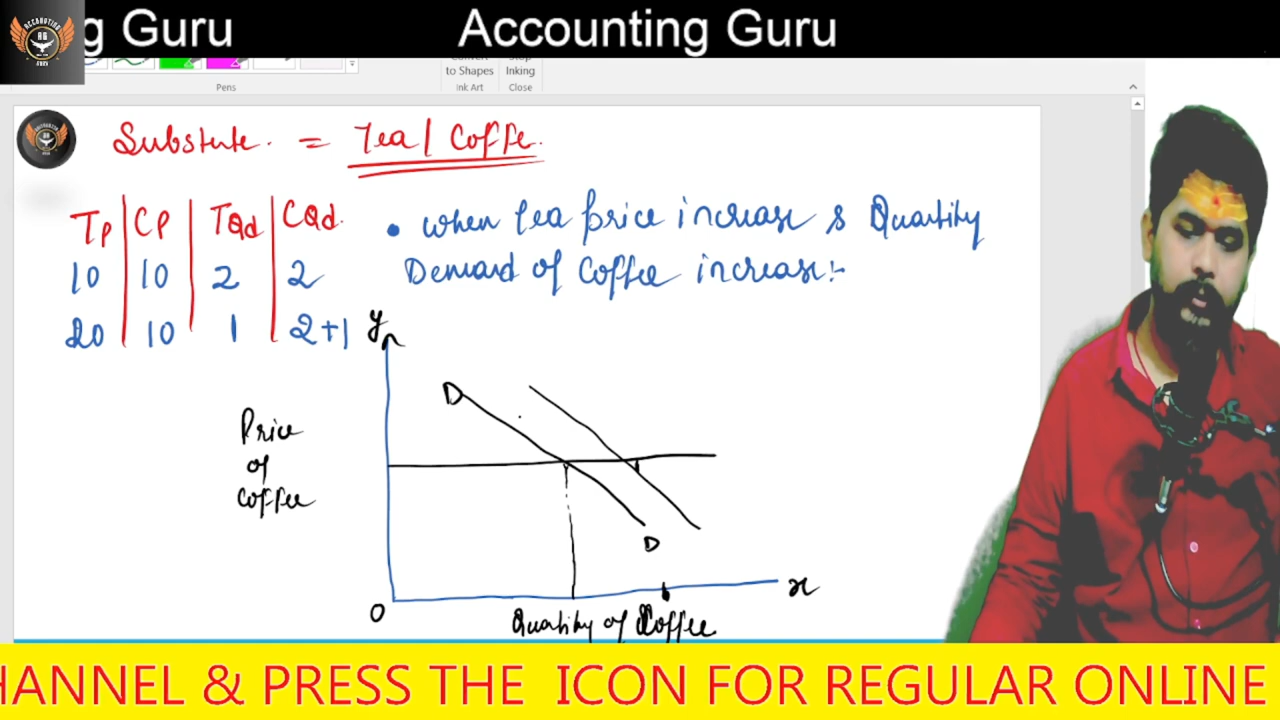 g Guru Accounting Guru
to Shapes Inking
Pens Ink Art Close
Substute. = Tea/Coffe.
Tp CP TQd CQd.
10 10 2 2
20 10 1 2+1
• when tea price increase & Quantity
Demand of Coffee increase:-
y
D
Price
of
Coffee
D
x
O
Quantity of Coffee
HANNEL & PRESS THE ICON FOR REGULAR ONLINE